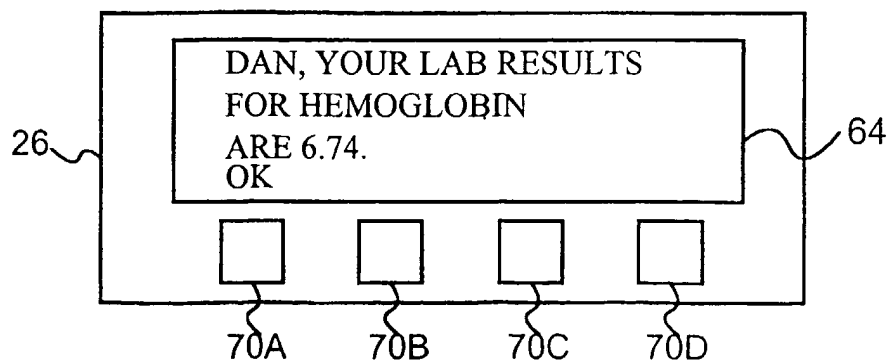 DAN, YOUR LAB RESULTS
FOR HEMOGLOBIN
ARE 6.74.
OK
26
64
70A 70B 70C 70D